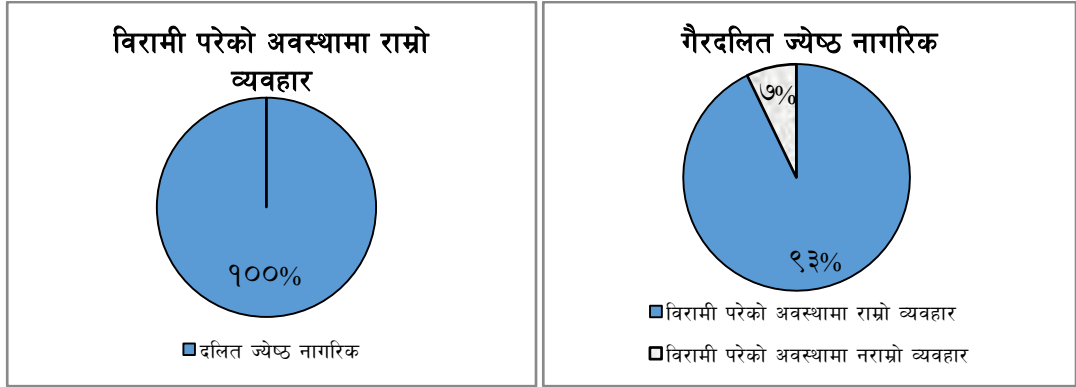 विरामी परेको अवस्थामा राम्रो
व्यवहार
१००%
दलित ज्येष्ठ नागरिक
गैरदलित ज्येष्ठ नागरिक
७%
९३%
विरामी परेको अवस्थामा राम्रो व्यवहार
विरामी परेको अवस्थामा नराम्रो व्यवहार